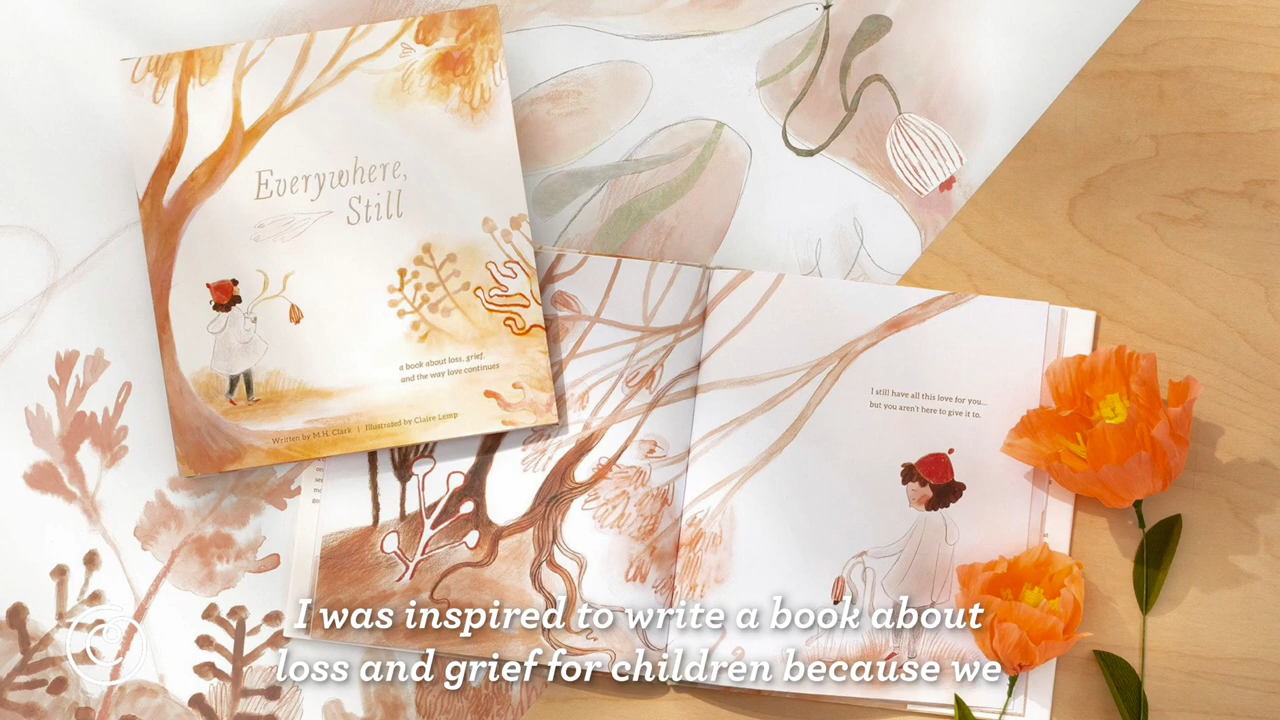 Everywhere,
Still
a book about loss, grief,
and the way love continues
Written by M.H. Clark | Illustrated by Claire Lemp
I still have all this love for you...
but you aren't here to give it to.
I was inspired to write a book about
loss and grief for children because we